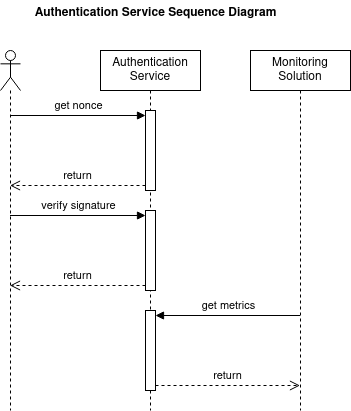 Authentication Service Sequence Diagram
Authentication
Service
Monitoring
Solution
get nonce
return
verify signature
return
get metrics
return